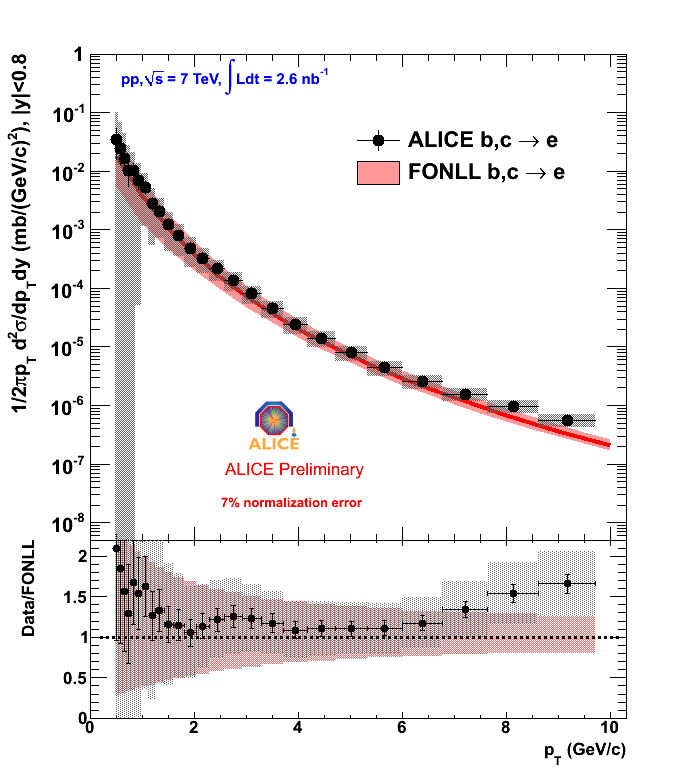 1/2πp_T d²σ/dp_Tdy (mb/(GeV/c)²), |y|<0.8
1
10⁻¹
10⁻²
10⁻³
10⁻⁴
10⁻⁵
10⁻⁶
10⁻⁷
10⁻⁸
pp,√s = 7 TeV, ∫Ldt = 2.6 nb⁻¹
ALICE b,c → e
FONLL b,c → e
ALICE
ALICE Preliminary
7% normalization error
Data/FONLL
2
1.5
1
0.5
0
0 2 4 6 8 10
p_T (GeV/c)